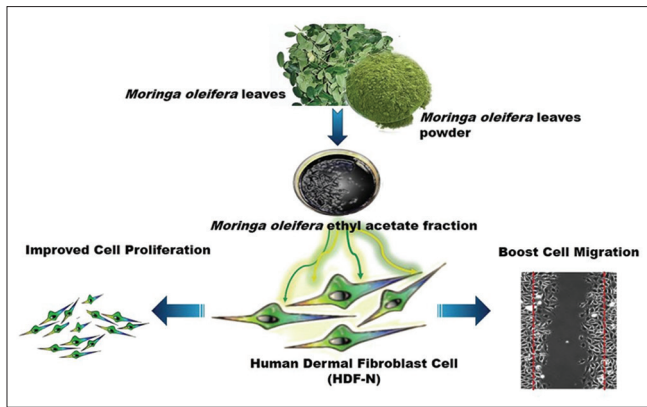 Moringa oleifera leaves
Moringa oleifera leaves
powder
Moringa oleifera ethyl acetate fraction
Improved Cell Proliferation
Boost Cell Migration
Human Dermal Fibroblast Cell
(HDF-N)